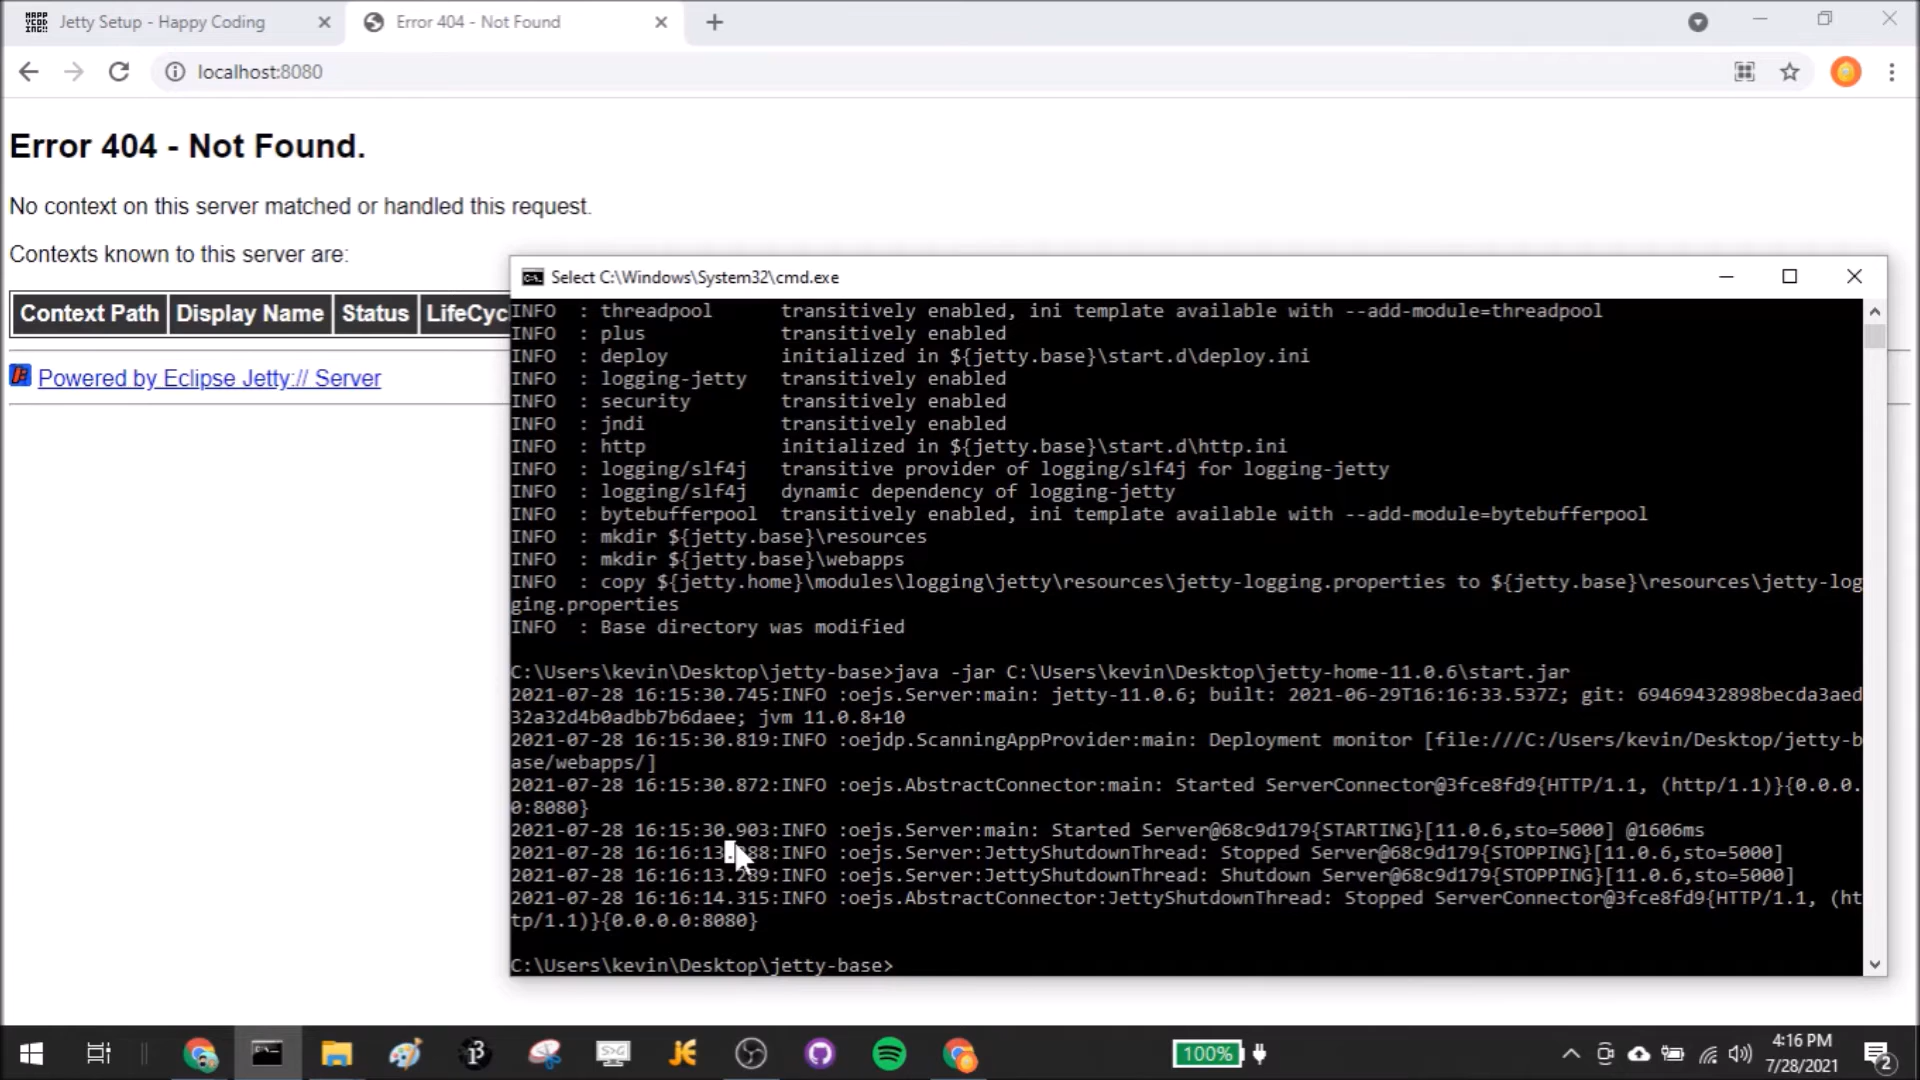 Jetty Setup - Happy Coding
Error 404 - Not Found
localhost:8080
Error 404 - Not Found.
No context on this server matched or handled this request.
Contexts known to this server are:
Context Path Display Name Status LifeCyc
Powered by Eclipse Jetty:// Server
Select C:\Windows\System32\cmd.exe
INFO : threadpool transitively enabled, ini template available with --add-module=threadpool
INFO : plus transitively enabled
INFO : deploy initialized in ${jetty.base}\start.d\deploy.ini
INFO : logging-jetty transitively enabled
INFO : security transitively enabled
INFO : jndi transitively enabled
INFO : http initialized in ${jetty.base}\start.d\http.ini
INFO : logging/slf4j transitive provider of logging/slf4j for logging-jetty
INFO : logging/slf4j dynamic dependency of logging-jetty
INFO : bytebufferpool transitively enabled, ini template available with --add-module=bytebufferpool
INFO : mkdir ${jetty.base}\resources
INFO : mkdir ${jetty.base}\webapps
INFO : copy ${jetty.home}\modules\logging\jetty\resources\jetty-logging.properties to ${jetty.base}\resources\jetty-log
ging.properties
INFO : Base directory was modified
C:\Users\kevin\Desktop\jetty-base>java -jar C:\Users\kevin\Desktop\jetty-home-11.0.6\start.jar
2021-07-28 16:15:30.745:INFO :oejs.Server:main: jetty-11.0.6; built: 2021-06-29T16:16:33.537Z; git: 69469432898becda3aed
32a32d4b0adbb7b6daee; jvm 11.0.8+10
2021-07-28 16:15:30.819:INFO :oejdp.ScanningAppProvider:main: Deployment monitor [file:///C:/Users/kevin/Desktop/jetty-b
ase/webapps/]
2021-07-28 16:15:30.872:INFO :oejs.AbstractConnector:main: Started ServerConnector@3fce8fd9{HTTP/1.1, (http/1.1)}{0.0.0.
0:8080}
2021-07-28 16:15:30.903:INFO :oejs.Server:main: Started Server@68c9d179{STARTING}[11.0.6,sto=5000] @1606ms
2021-07-28 :INFO :oejs.Server:JettyShutdownThread: Stopped Server@68c9d179{STOPPING}[11.0.6,sto=5000]
2021-07-28 16:16:13.289:INFO :oejs.Server:JettyShutdownThread: Shutdown Server@68c9d179{STOPPING}[11.0.6,sto=5000]
2021-07-28 16:16:14.315:INFO :oejs.AbstractConnector:JettyShutdownThread: Stopped ServerConnector@3fce8fd9{HTTP/1.1, (ht
tp/1.1)}{0.0.0.0:8080}
C:\Users\kevin\Desktop\jetty-base>
100%
4:16 PM
7/28/2021
2